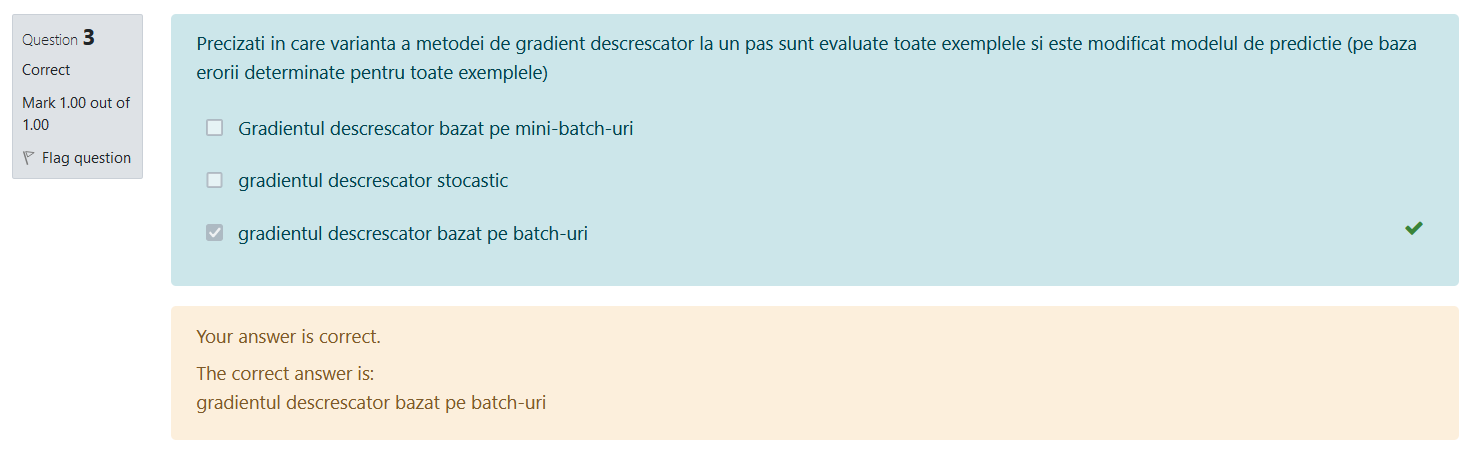 Question 3
Correct
Mark 1.00 out of
1.00
Flag question
Precizati in care varianta a metodei de gradient descrescator la un pas sunt evaluate toate exemplele si este modificat modelul de predictie (pe baza
erorii determinate pentru toate exemplele)
Gradientul descrescator bazat pe mini-batch-uri
gradientul descrescator stocastic
gradientul descrescator bazat pe batch-uri
Your answer is correct.
The correct answer is:
gradientul descrescator bazat pe batch-uri